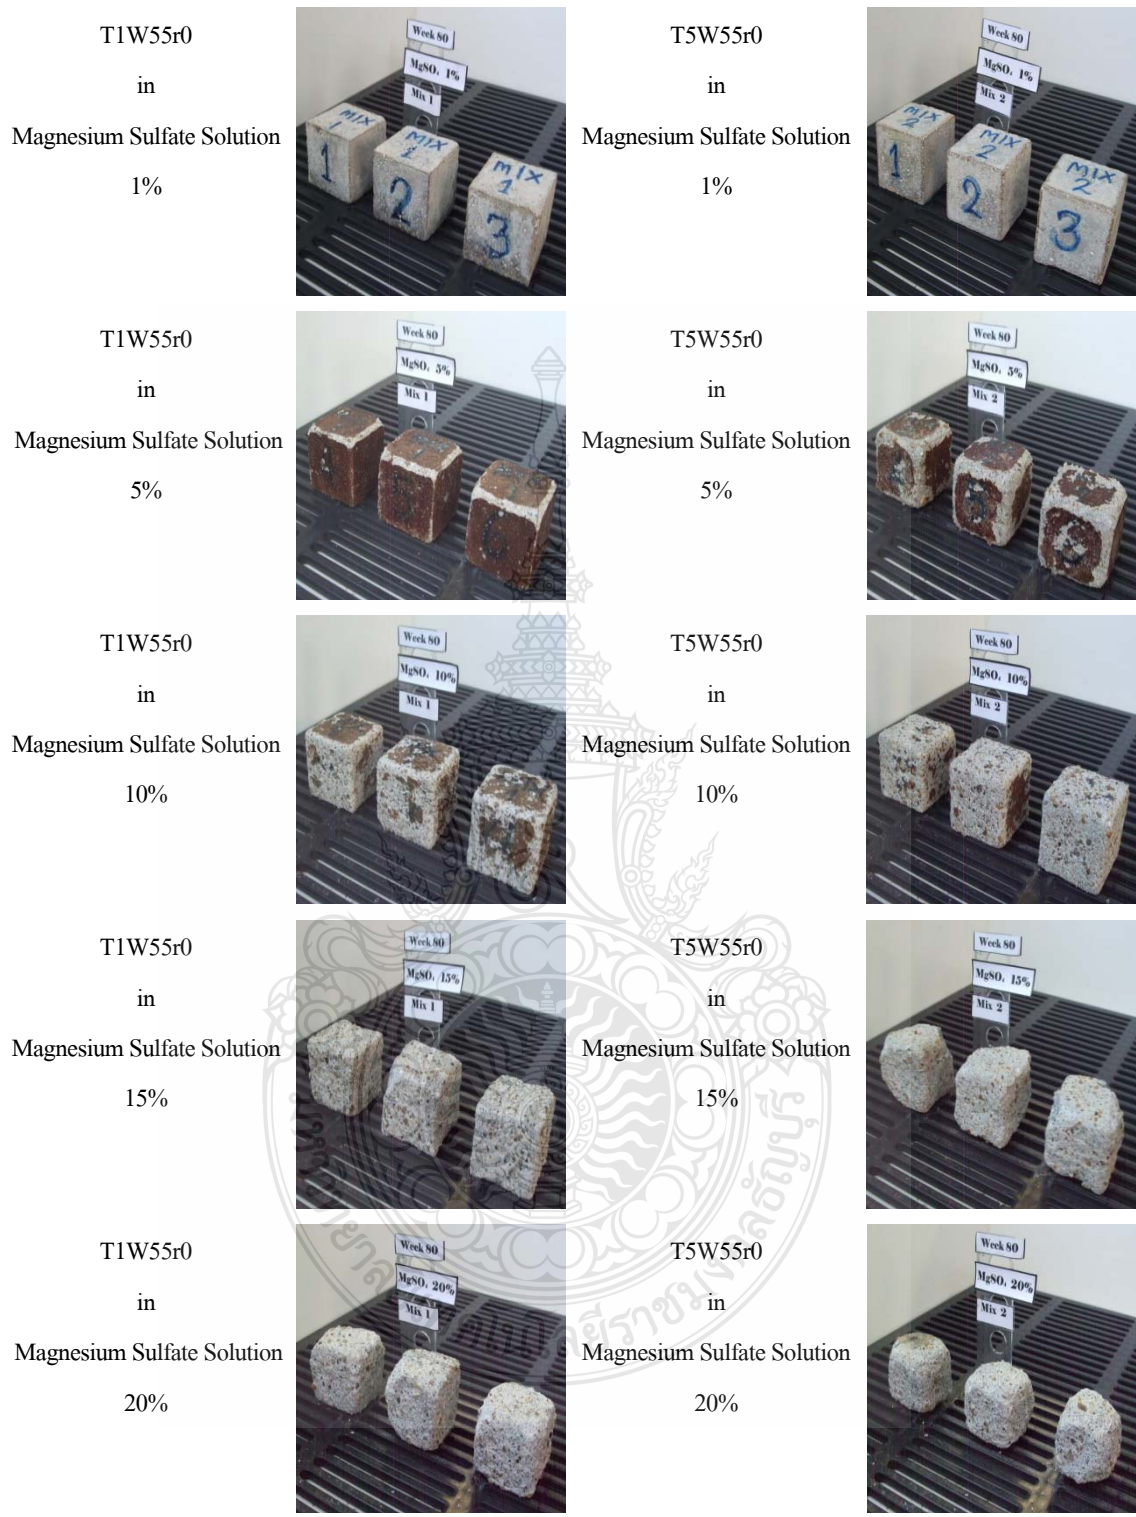 T1W55r0
in
Magnesium Sulfate Solution
1%
Week 80
MgSO₄ 1%
Mix 1
MIX
1
1
MIX
1
2
MIX
1
3
T5W55r0
in
Magnesium Sulfate Solution
1%
Week 80
MgSO₄ 1%
Mix 2
MIX
2
1
MIX
2
2
MIX
2
3
T1W55r0
in
Magnesium Sulfate Solution
5%
Week 80
MgSO₄ 5%
Mix 1
T5W55r0
in
Magnesium Sulfate Solution
5%
Week 80
MgSO₄ 5%
Mix 2
T1W55r0
in
Magnesium Sulfate Solution
10%
Week 80
MgSO₄ 10%
Mix 1
T5W55r0
in
Magnesium Sulfate Solution
10%
Week 80
MgSO₄ 10%
Mix 2
T1W55r0
in
Magnesium Sulfate Solution
15%
Week 80
MgSO₄ 15%
Mix 1
T5W55r0
in
Magnesium Sulfate Solution
15%
Week 80
MgSO₄ 15%
Mix 2
T1W55r0
in
Magnesium Sulfate Solution
20%
Week 80
MgSO₄ 20%
Mix 1
T5W55r0
in
Magnesium Sulfate Solution
20%
Week 80
MgSO₄ 20%
Mix 2